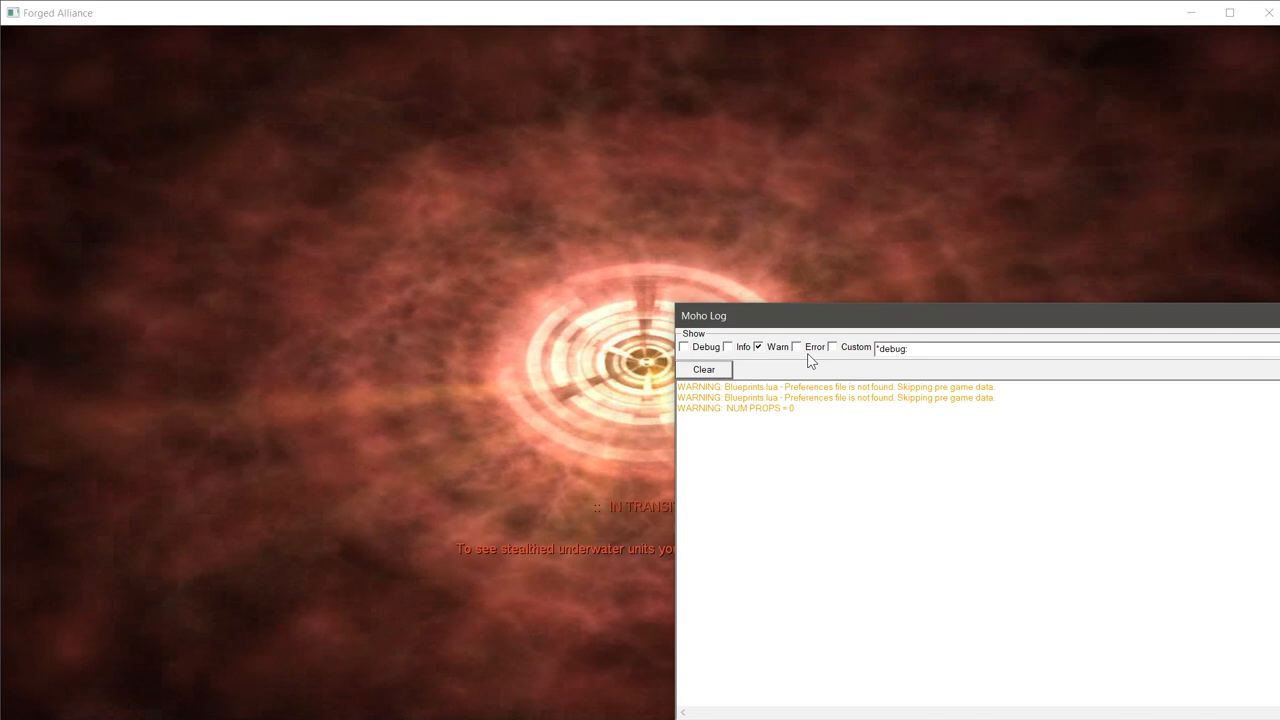 Forged Alliance
Moho Log
Show
Debug Info Warn Error Custom *debug:
Clear
WARNING: Blueprints.lua - Preferences file is not found. Skipping pre game data.
WARNING: Blueprints.lua - Preferences file is not found. Skipping pre game data.
WARNING: NUM PROPS = 0
:: IN TRANSI
To see stealthed underwater units yo